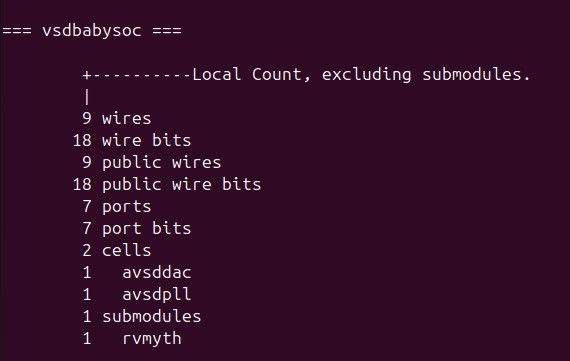 === vsdbabysoc ===
+----------Local Count, excluding submodules.
|
9 wires
18 wire bits
9 public wires
18 public wire bits
7 ports
7 port bits
2 cells
1   avsddac
1   avsdpll
1 submodules
1   rvmyth